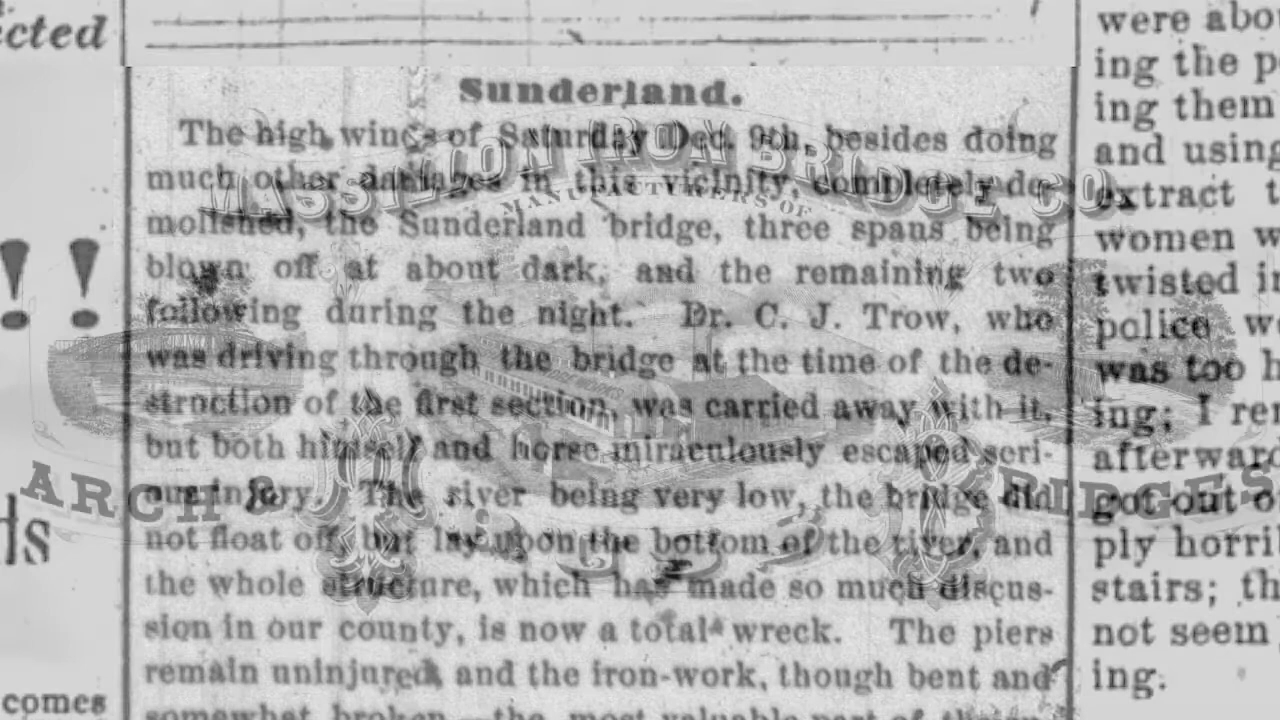 ected
!!
ds
comes
Sunderland.
The high winds of Saturday Dec. 9th, besides doing
much other damages in this vicinity, completely de-
molished, the Sunderland bridge, three spans being
blown off at about dark, and the remaining two
following during the night. Dr. C. J. Trow, who
was driving through the bridge at the time of the de-
struction of the first section, was carried away with it,
but both himself and horse miraculously escaped seri-
ous injury. The river being very low, the bridge did
not float off, but lay upon the bottom of the river, and
the whole structure, which has made so much discus-
sion in our county, is now a total wreck. The piers
remain uninjured, and the iron-work, though bent and
somewhat broken—the most valuable part of
MASSILLON IRON BRIDGE CO
MANUFACTURERS OF
ARCH &
BRIDGES
were abo
ing the p
ing them
and using
extract t
women w
twisted i
police w
was too h
ing; I re
afterward
got out o
ply horri
stairs; th
not seem
ing.